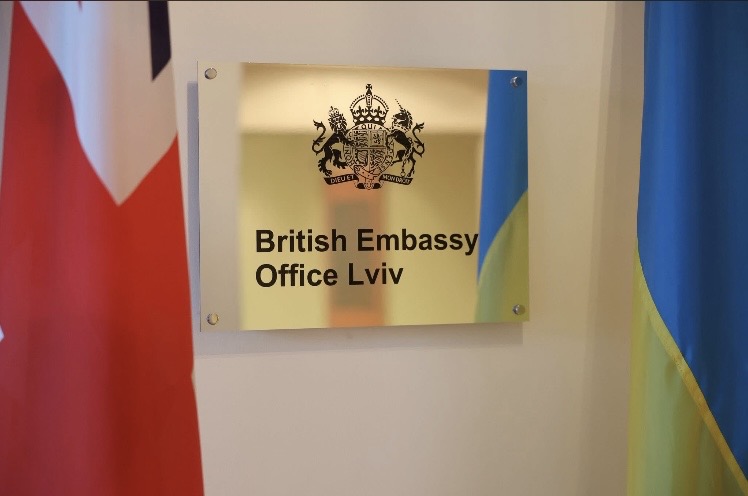 DIEU ET MON DROIT
British Embassy
Office Lviv